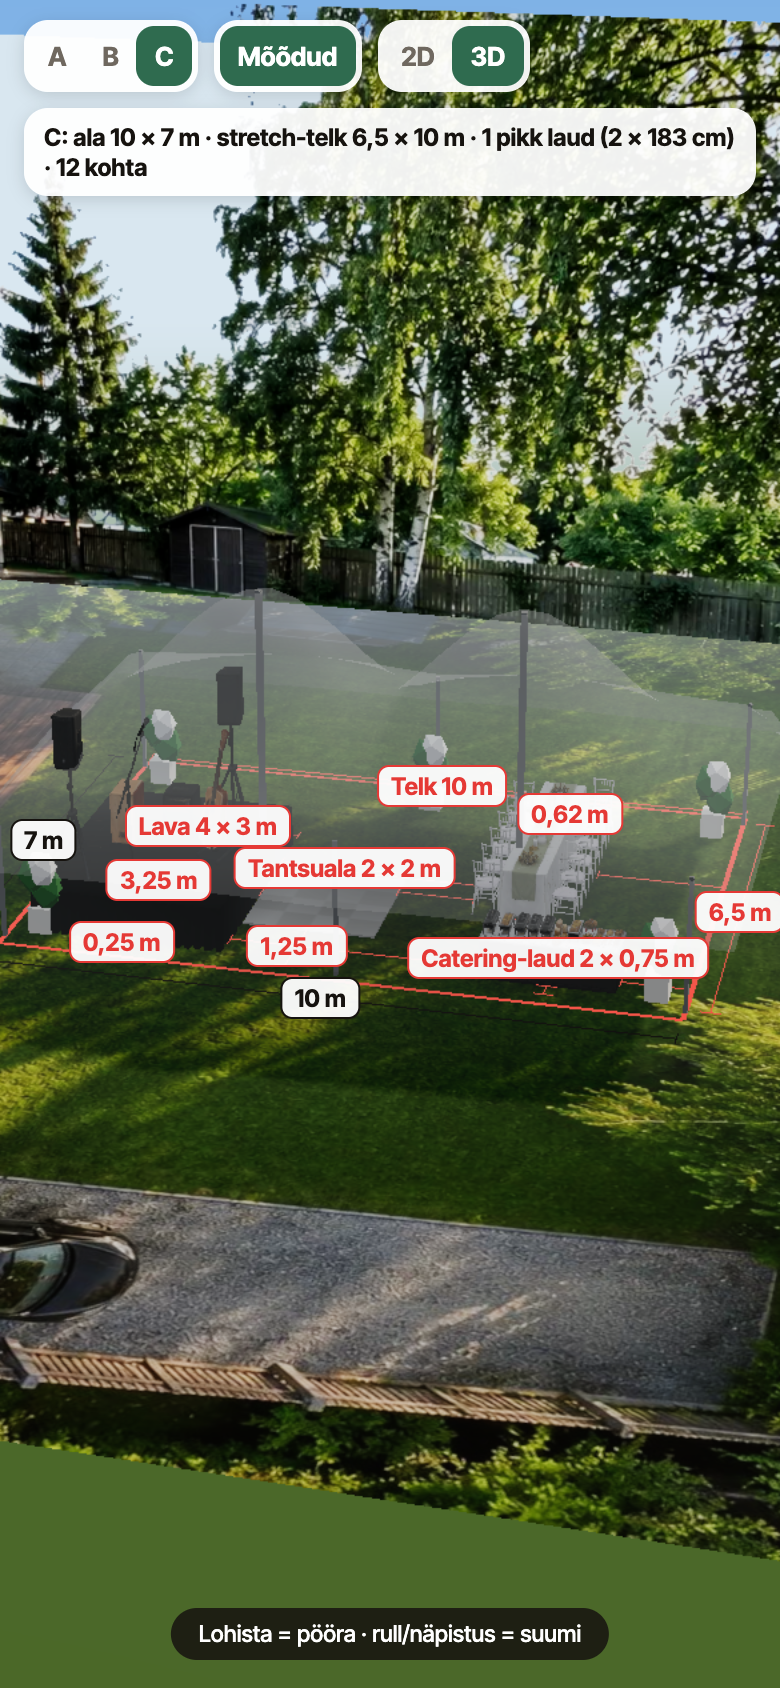 A B C Mõõdud 2D 3D
C: ala 10 × 7 m · stretch-telk 6,5 × 10 m · 1 pikk laud (2 × 183 cm)
· 12 kohta
Telk 10 m
0,62 m
Lava 4 × 3 m
7 m
Tantsuala 2 × 2 m
3,25 m
6,5 m
0,25 m
1,25 m
Catering-laud 2 × 0,75 m
10 m
Lohista = pööra · rull/näpistus = suumi